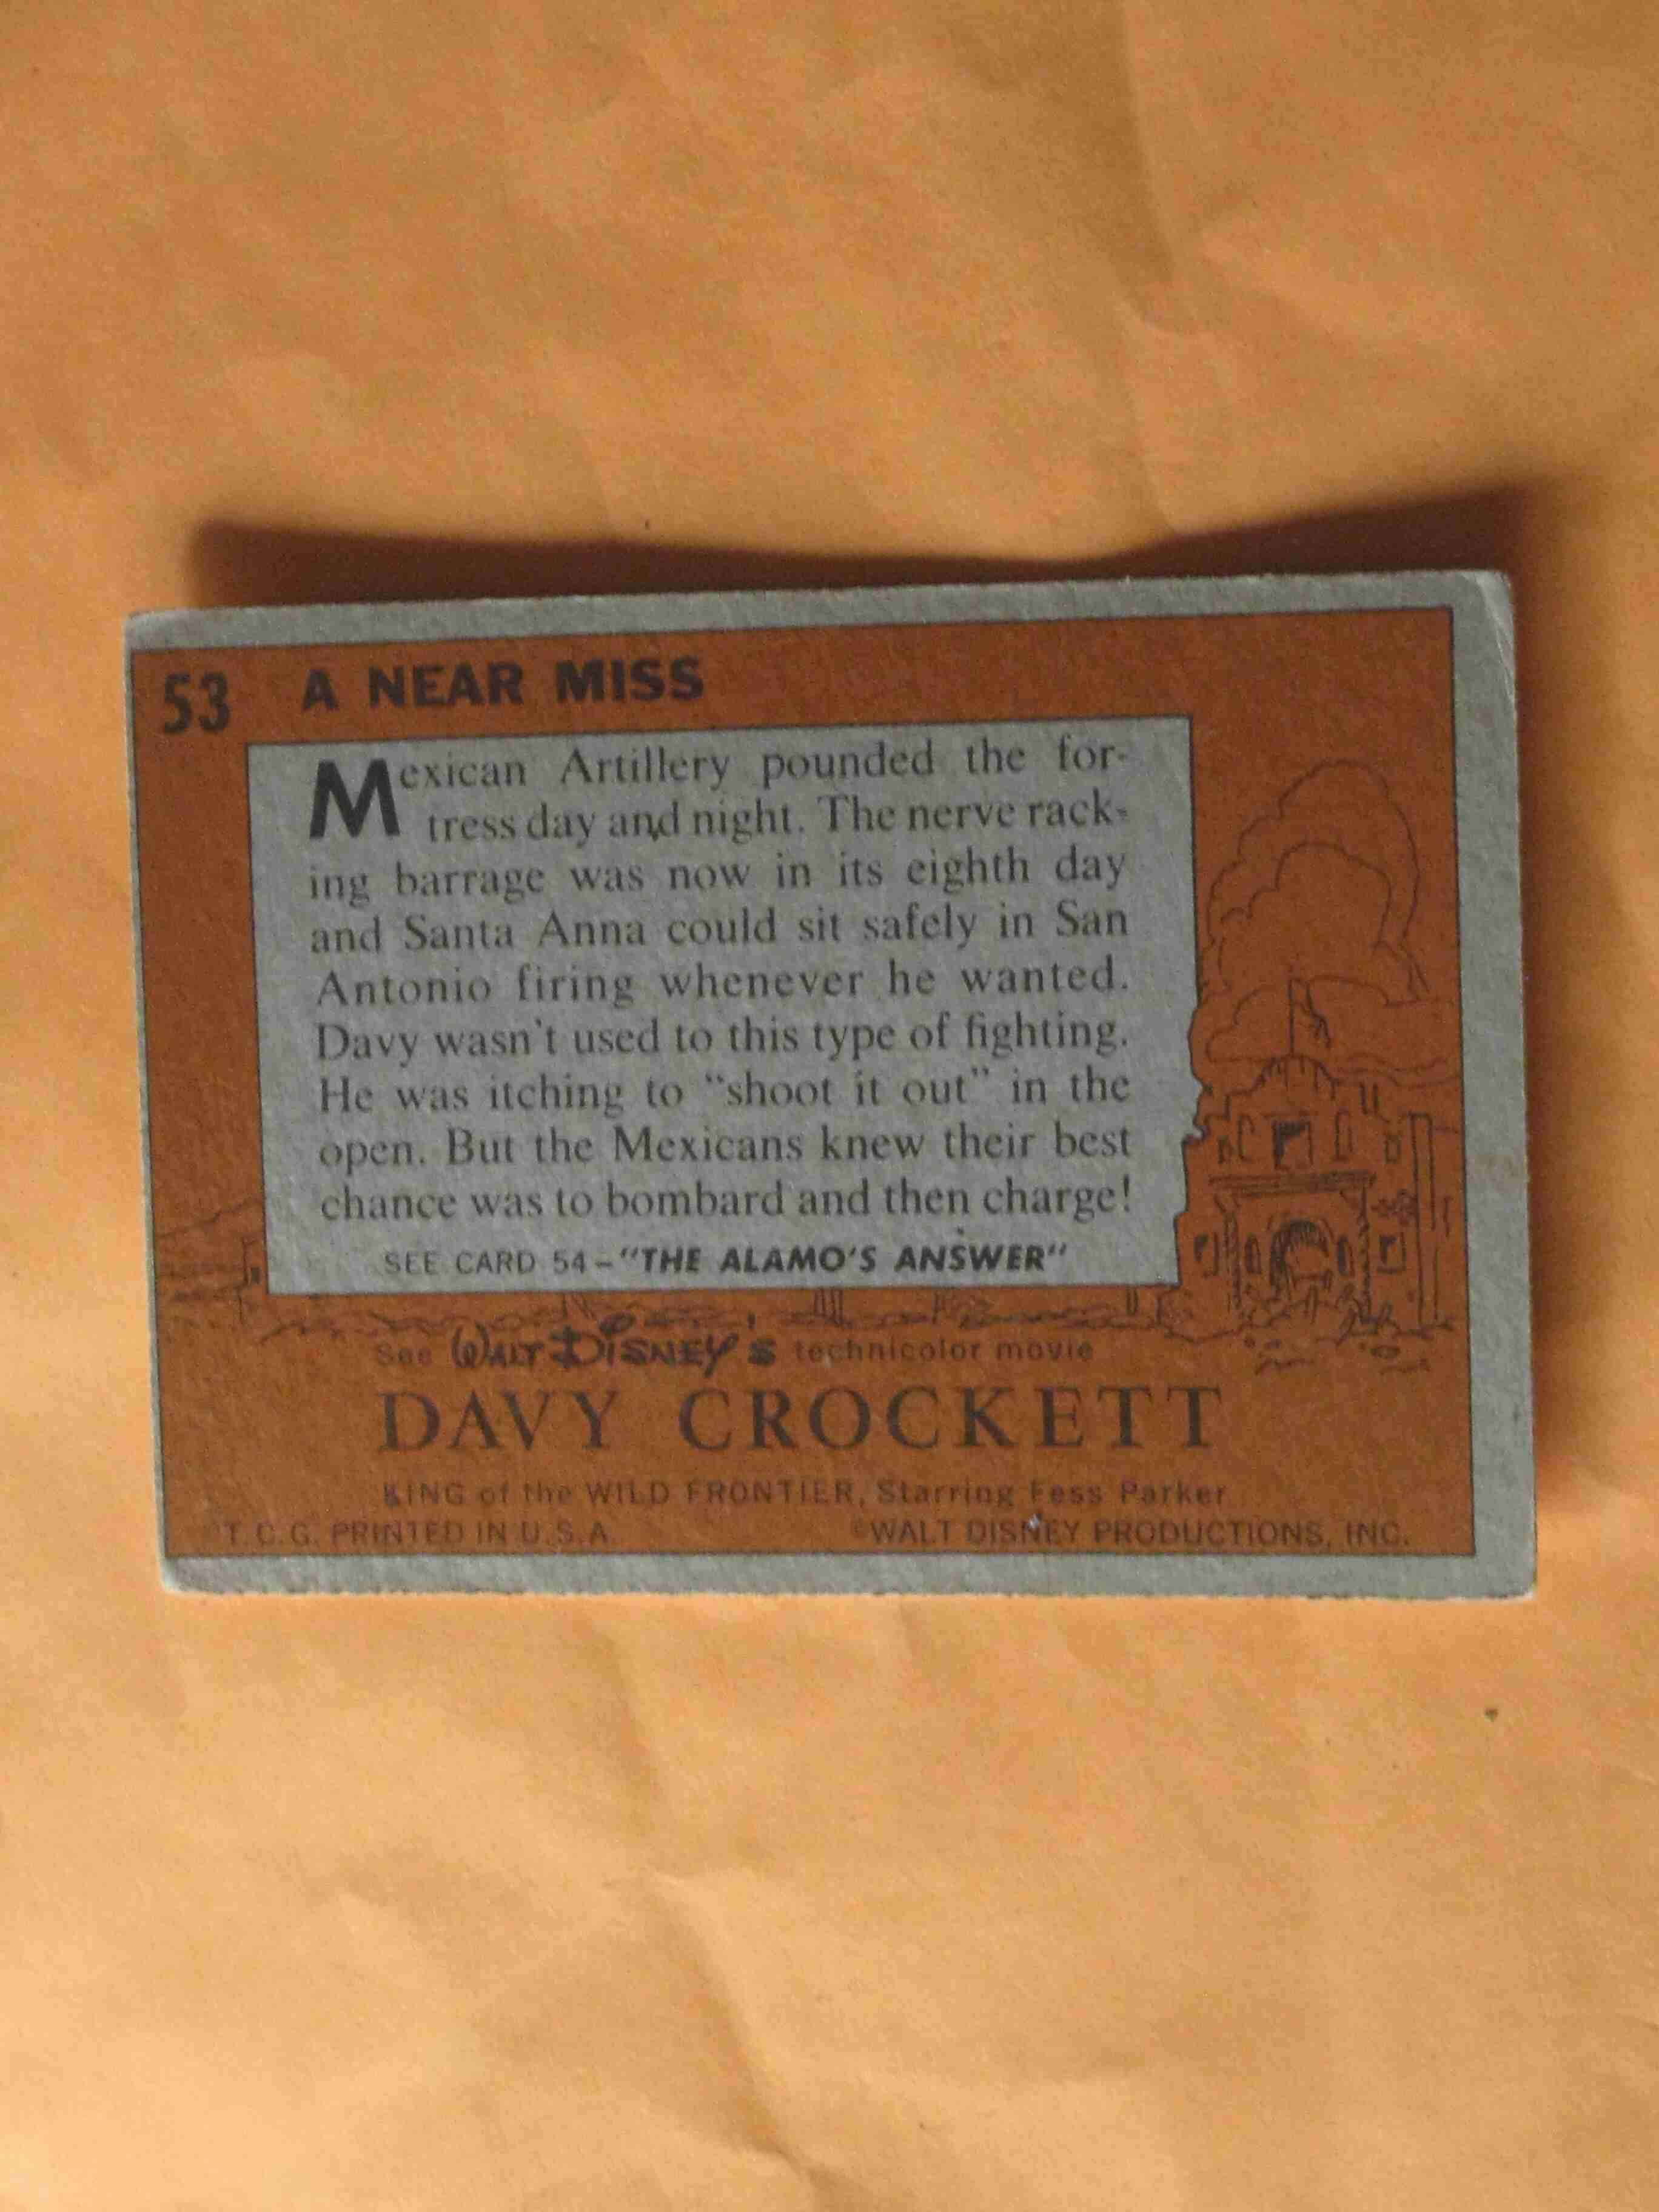 53 A NEAR MISS
Mexican Artillery pounded the for-
tress day and night. The nerve rack-
ing barrage was now in its eighth day
and Santa Anna could sit safely in San
Antonio firing whenever he wanted.
Davy wasn't used to this type of fighting.
He was itching to "shoot it out" in the
open. But the Mexicans knew their best
chance was to bombard and then charge!
SEE CARD 54–"THE ALAMO'S ANSWER"
See WALT DISNEY'S technicolor movie
DAVY CROCKETT
KING of the WILD FRONTIER, Starring Fess Parker
©T.C.G. PRINTED IN U.S.A. ©WALT DISNEY PRODUCTIONS, INC.